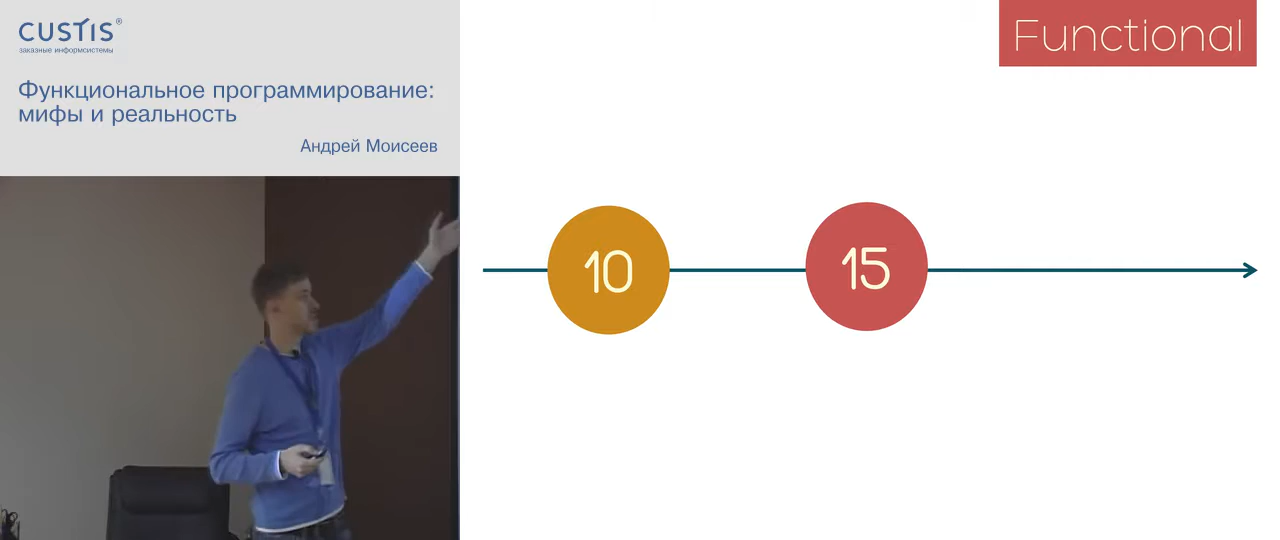 CUSTIS®
заказные информсистемы
Функциональное программирование:
мифы и реальность
Андрей Моисеев
Functional
10
15